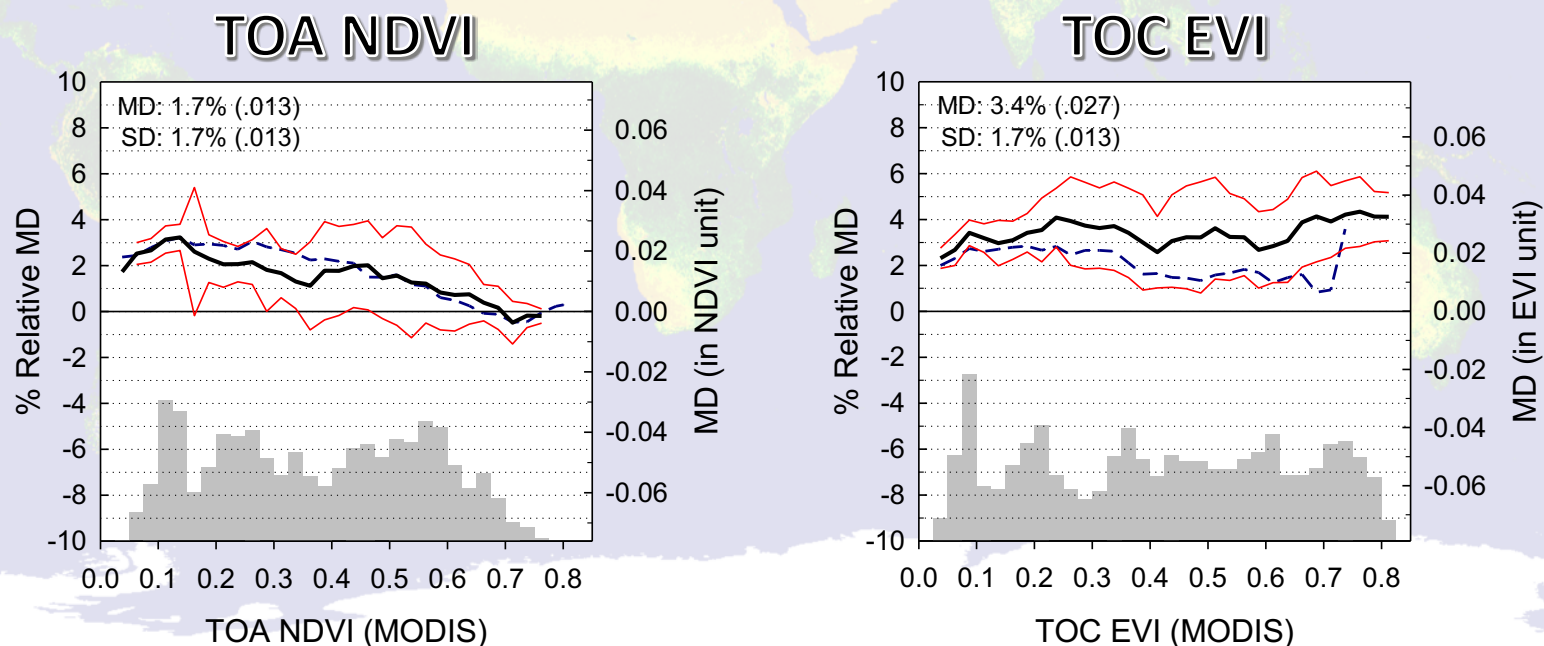 TOA NDVI
MD: 1.7% (.013)
SD: 1.7% (.013)
% Relative MD
10
8
6
4
2
0
-2
-4
-6
-8
-10
0.06
0.04
0.02
0.00
-0.02
-0.04
-0.06
MD (in NDVI unit)
0.0 0.1 0.2 0.3 0.4 0.5 0.6 0.7 0.8
TOA NDVI (MODIS)
TOC EVI
MD: 3.4% (.027)
SD: 1.7% (.013)
% Relative MD
10
8
6
4
2
0
-2
-4
-6
-8
-10
0.06
0.04
0.02
0.00
-0.02
-0.04
-0.06
MD (in EVI unit)
0.0 0.1 0.2 0.3 0.4 0.5 0.6 0.7 0.8
TOC EVI (MODIS)